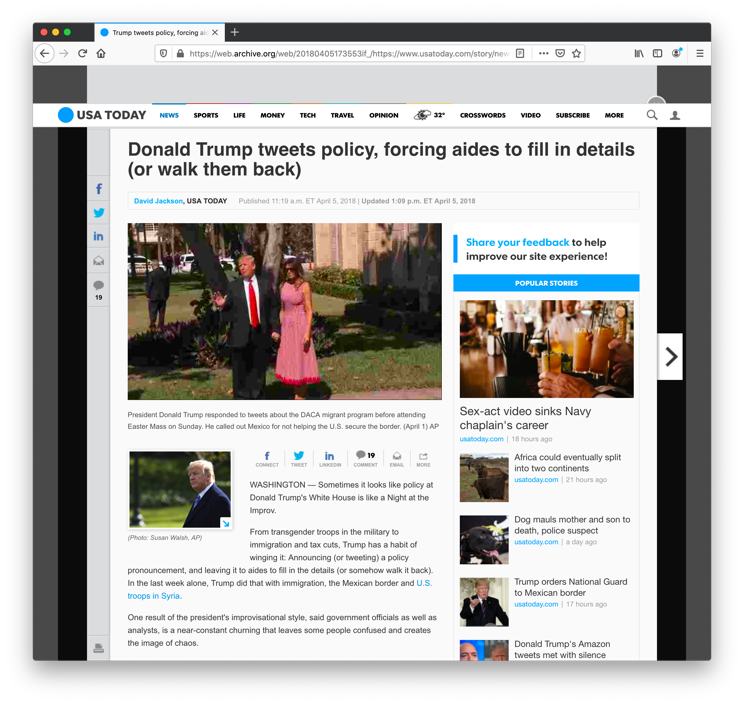 Trump tweets policy, forcing aid
https://web.archive.org/web/20180405173553if_/https://www.usatoday.com/story/new
USA TODAY
NEWS SPORTS LIFE MONEY TECH TRAVEL OPINION 32° CROSSWORDS VIDEO SUBSCRIBE MORE
Donald Trump tweets policy, forcing aides to fill in details
(or walk them back)
David Jackson, USA TODAY Published 11:19 a.m. ET April 5, 2018 | Updated 1:09 p.m. ET April 5, 2018
19
President Donald Trump responded to tweets about the DACA migrant program before attending
Easter Mass on Sunday. He called out Mexico for not helping the U.S. secure the border. (April 1) AP
(Photo: Susan Walsh, AP)
CONNECT TWEET LINKEDIN 19 COMMENT EMAIL MORE
WASHINGTON — Sometimes it looks like policy at
Donald Trump's White House is like a Night at the
Improv.
From transgender troops in the military to
immigration and tax cuts, Trump has a habit of
winging it: Announcing (or tweeting) a policy
pronouncement, and leaving it to aides to fill in the details (or somehow walk it back).
In the last week alone, Trump did that with immigration, the Mexican border and U.S.
troops in Syria.
One result of the president's improvisational style, said government officials as well as
analysts, is a near-constant churning that leaves some people confused and creates
the image of chaos.
Share your feedback to help
improve our site experience!
POPULAR STORIES
Sex-act video sinks Navy
chaplain's career
usatoday.com | 18 hours ago
Africa could eventually split
into two continents
usatoday.com | 21 hours ago
Dog mauls mother and son to
death, police suspect
usatoday.com | a day ago
Trump orders National Guard
to Mexican border
usatoday.com | 17 hours ago
Donald Trump's Amazon
tweets met with silence